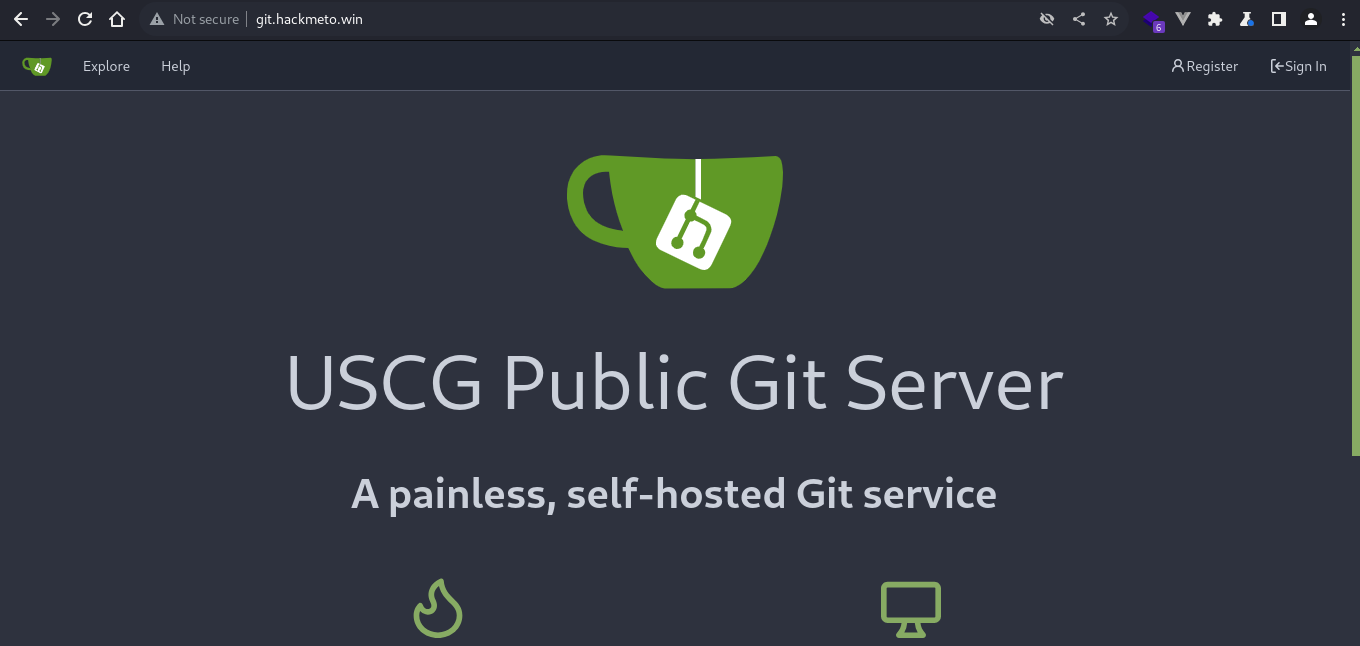 Not secure git.hackmeto.win
6
Explore Help Register Sign In
USCG Public Git Server
A painless, self-hosted Git service